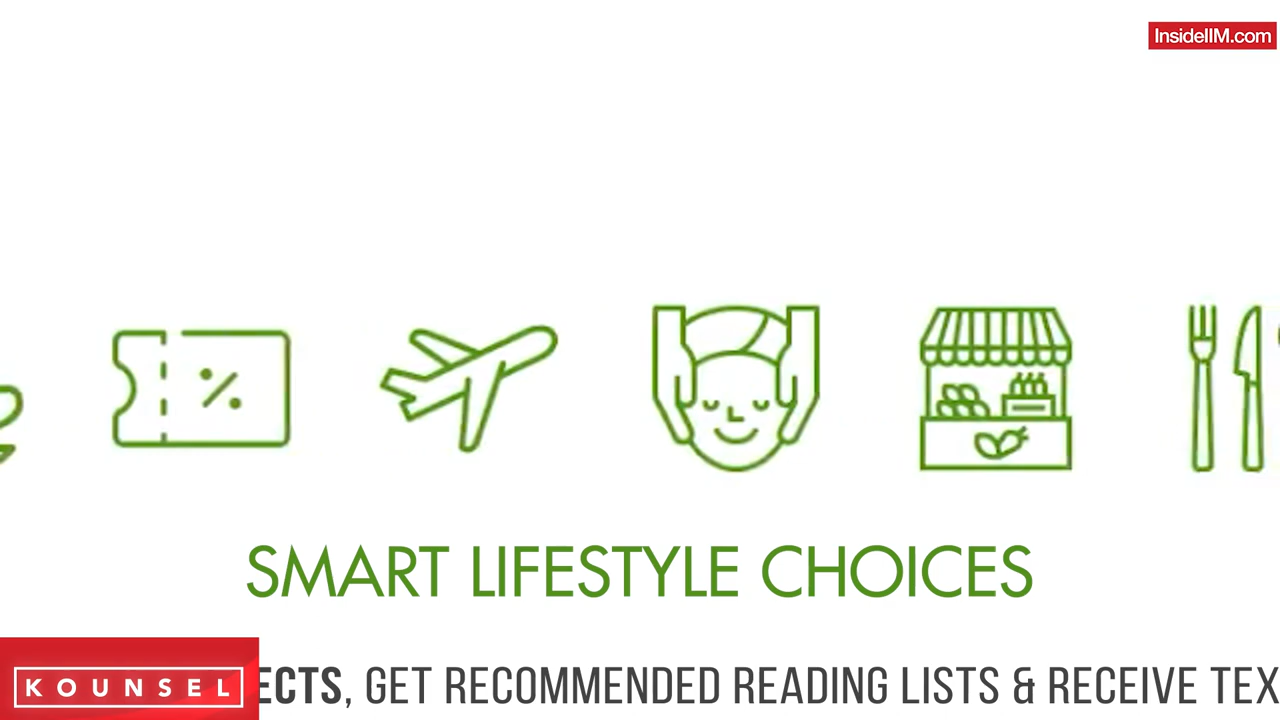 InsideIIM.com
%
SMART LIFESTYLE CHOICES
KOUNSEL
ECTS, GET RECOMMENDED READING LISTS & RECEIVE TEX